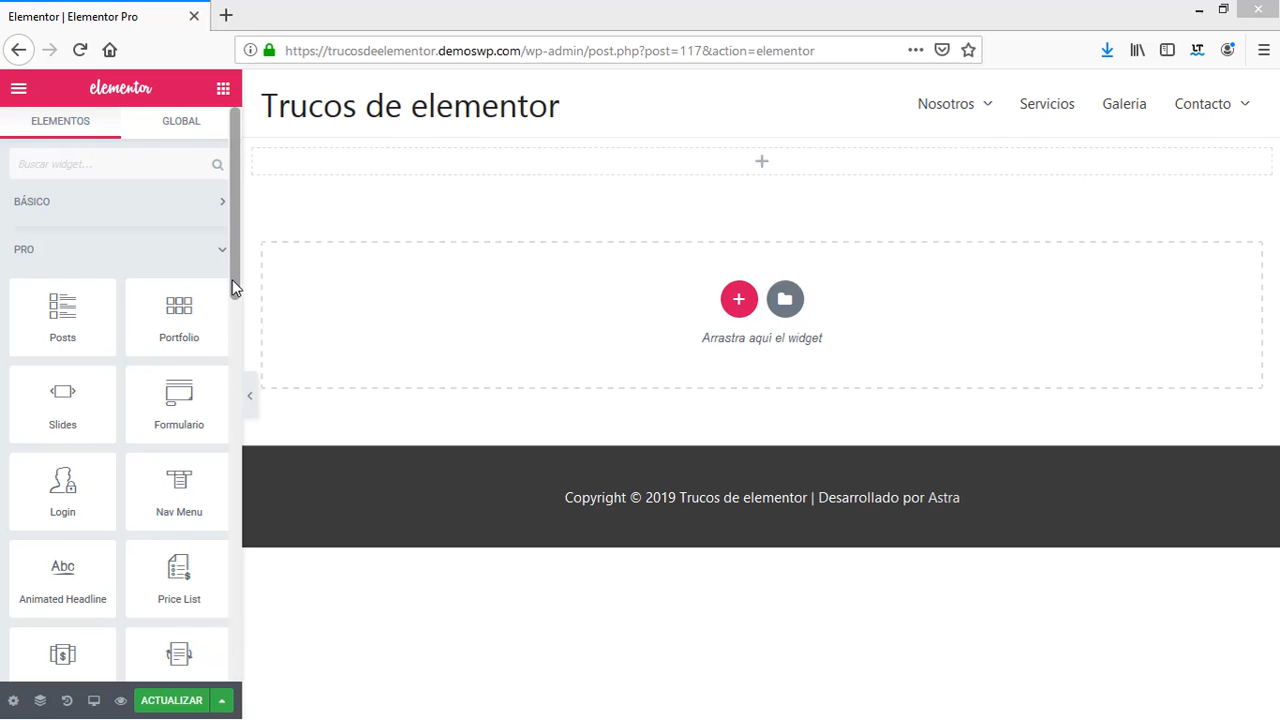 Elementor | Elementor Pro
https://trucosdeelementor.demoswp.com/wp-admin/post.php?post=117&action=elementor
elementor
ELEMENTOS
GLOBAL
Buscar widget...
BÁSICO
PRO
Posts
Portfolio
Slides
Formulario
Login
Nav Menu
Abc
Animated Headline
Price List
ACTUALIZAR
Trucos de elementor
Nosotros
Servicios
Galeria
Contacto
Arrastra aquí el widget
Copyright © 2019 Trucos de elementor | Desarrollado por Astra